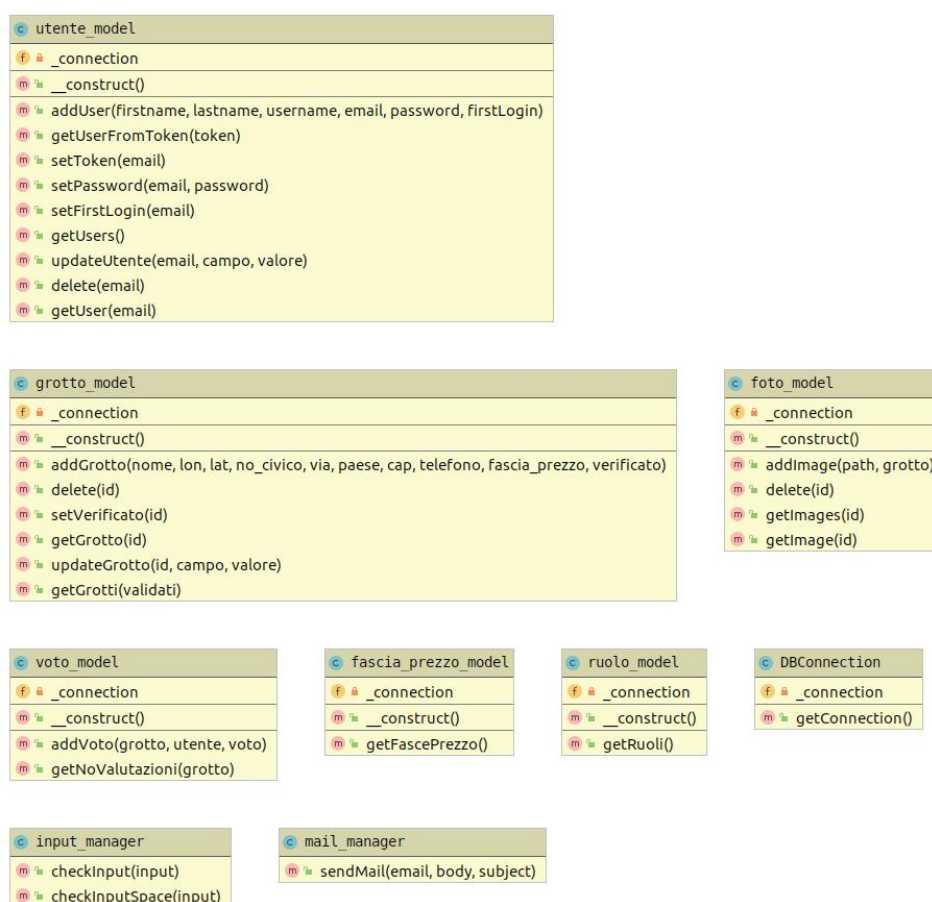 utente_model
_connection
__construct()
addUser(firstname, lastname, username, email, password, firstLogin)
getUserFromToken(token)
setToken(email)
setPassword(email, password)
setFirstLogin(email)
getUsers()
updateUtente(email, campo, valore)
delete(email)
getUser(email)
grotto_model
_connection
__construct()
addGrotto(nome, lon, lat, no_civico, via, paese, cap, telefono, fascia_prezzo, verificato)
delete(id)
setVerificato(id)
getGrotto(id)
updateGrotto(id, campo, valore)
getGrotti(validati)
foto_model
_connection
__construct()
addImage(path, grotto)
delete(id)
getImages(id)
getImage(id)
voto_model
_connection
__construct()
addVoto(grotto, utente, voto)
getNoValutazioni(grotto)
fascia_prezzo_model
_connection
__construct()
getFascePrezzo()
ruolo_model
_connection
__construct()
getRuoli()
DBConnection
_connection
getConnection()
input_manager
checkInput(input)
checkInputSpace(input)
mail_manager
sendMail(email, body, subject)